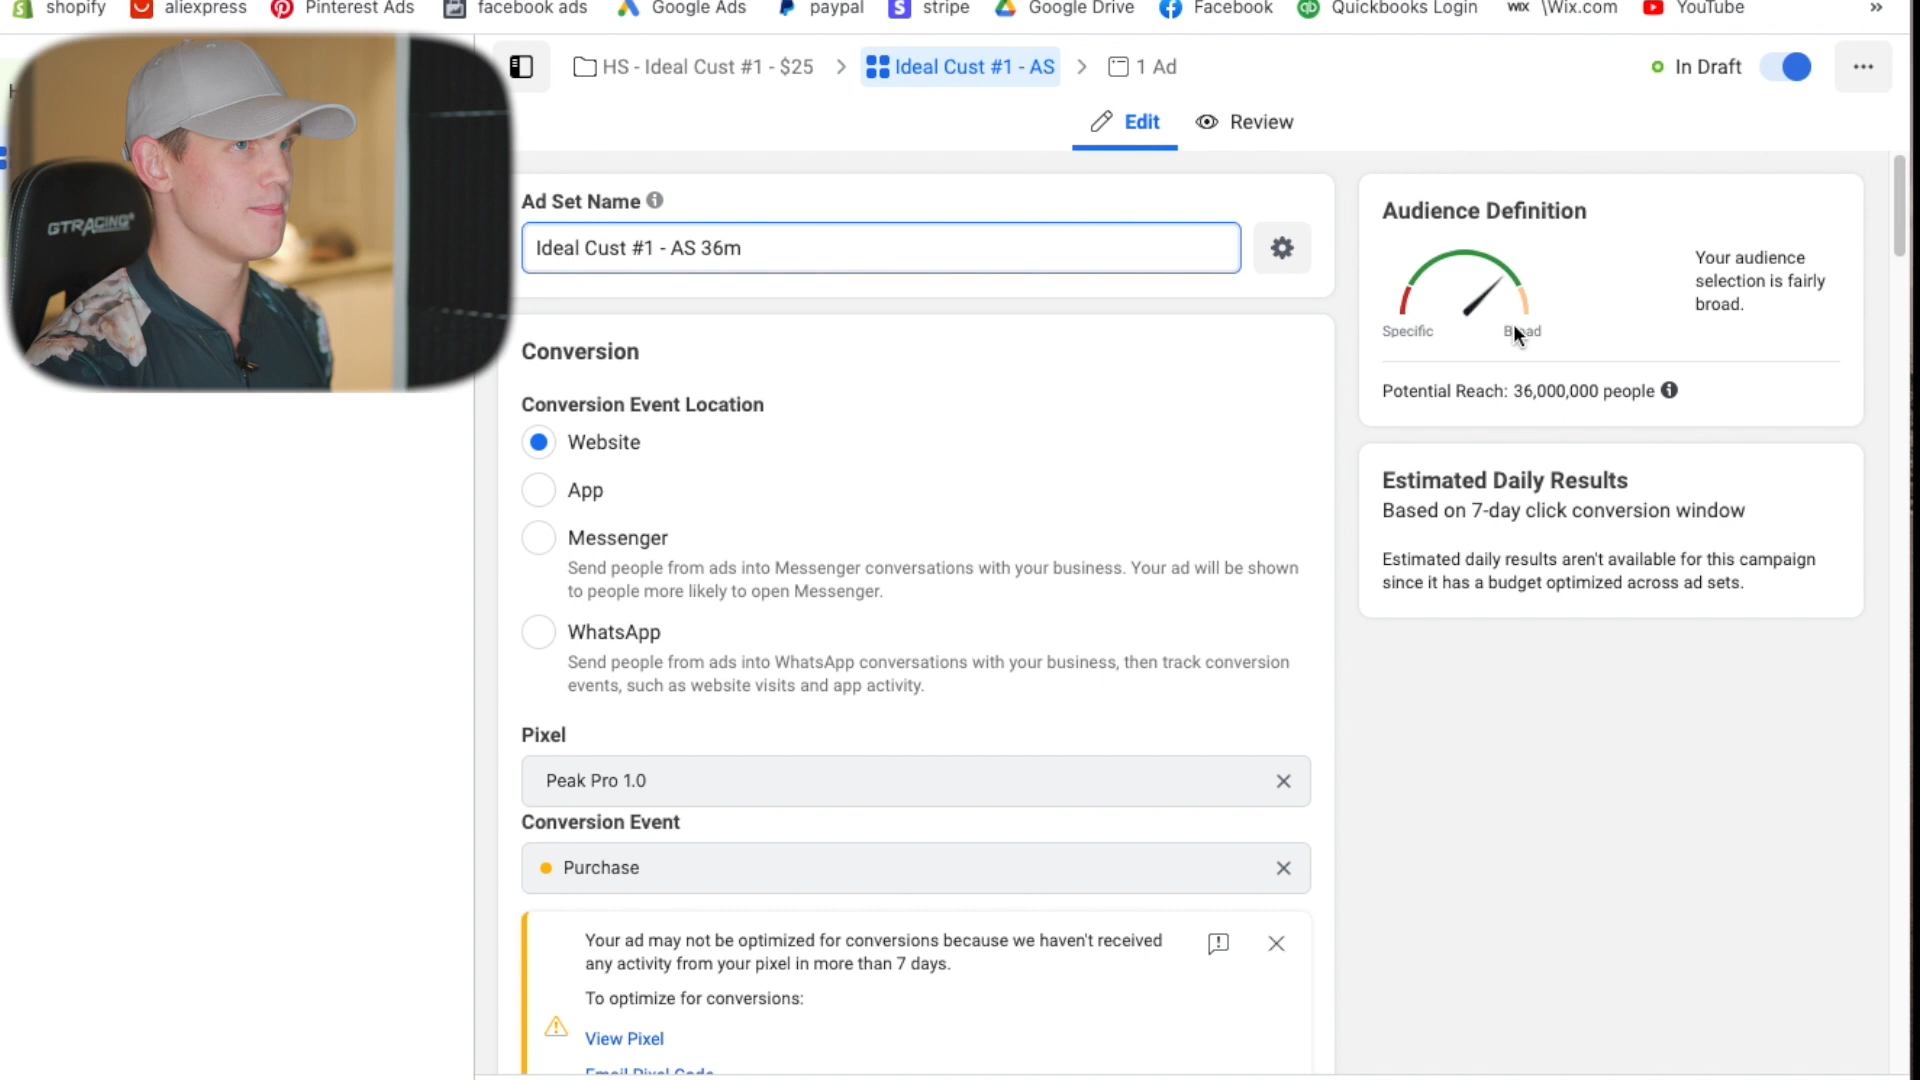 shopify
aliexpress
Pinterest Ads
facebook ads
Google Ads
paypal
stripe
Google Drive
Facebook
Quickbooks Login
WIX \Wix.com
YouTube
»
HS - Ideal Cust #1 - $25
Ideal Cust #1 - AS
1 Ad
In Draft
Edit
Review
GTRACING
Ad Set Name
Ideal Cust #1 - AS 36m
Conversion
Conversion Event Location
Website
App
Messenger
Send people from ads into Messenger conversations with your business. Your ad will be shown
to people more likely to open Messenger.
WhatsApp
Send people from ads into WhatsApp conversations with your business, then track conversion
events, such as website visits and app activity.
Pixel
Peak Pro 1.0
Conversion Event
Purchase
Your ad may not be optimized for conversions because we haven't received
any activity from your pixel in more than 7 days.
To optimize for conversions:
View Pixel
Email Pixel Code
Audience Definition
Your audience
selection is fairly
broad.
Specific
Broad
Potential Reach: 36,000,000 people
Estimated Daily Results
Based on 7-day click conversion window
Estimated daily results aren't available for this campaign
since it has a budget optimized across ad sets.